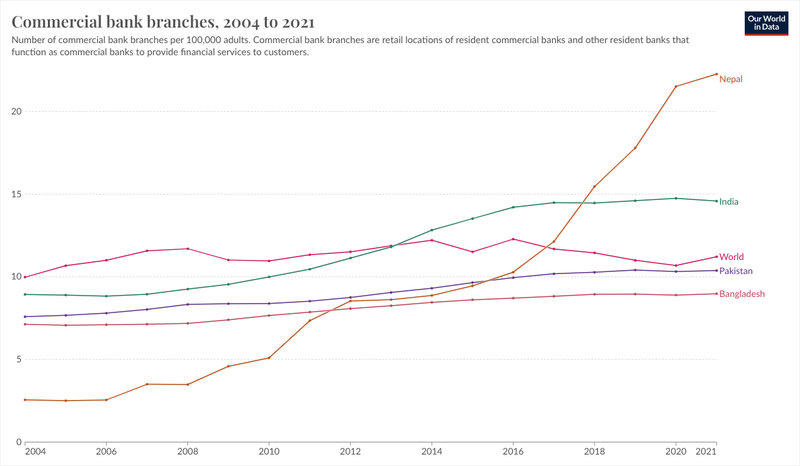 Commercial bank branches, 2004 to 2021
Our World
in Data
Number of commercial bank branches per 100,000 adults. Commercial bank branches are retail locations of resident commercial banks and other resident banks that
function as commercial banks to provide financial services to customers.
Nepal
20
15
India
World
10
Pakistan
Bangladesh
5
0
2004 2006 2008 2010 2012 2014 2016 2018 2020 2021